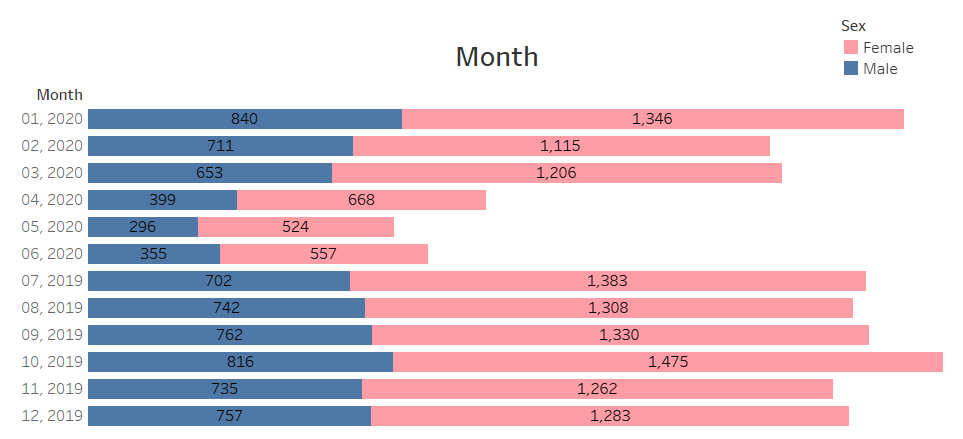 Sex
Female
Male
Month
Month
01, 2020 840 1,346
02, 2020 711 1,115
03, 2020 653 1,206
04, 2020 399 668
05, 2020 296 524
06, 2020 355 557
07, 2019 702 1,383
08, 2019 742 1,308
09, 2019 762 1,330
10, 2019 816 1,475
11, 2019 735 1,262
12, 2019 757 1,283